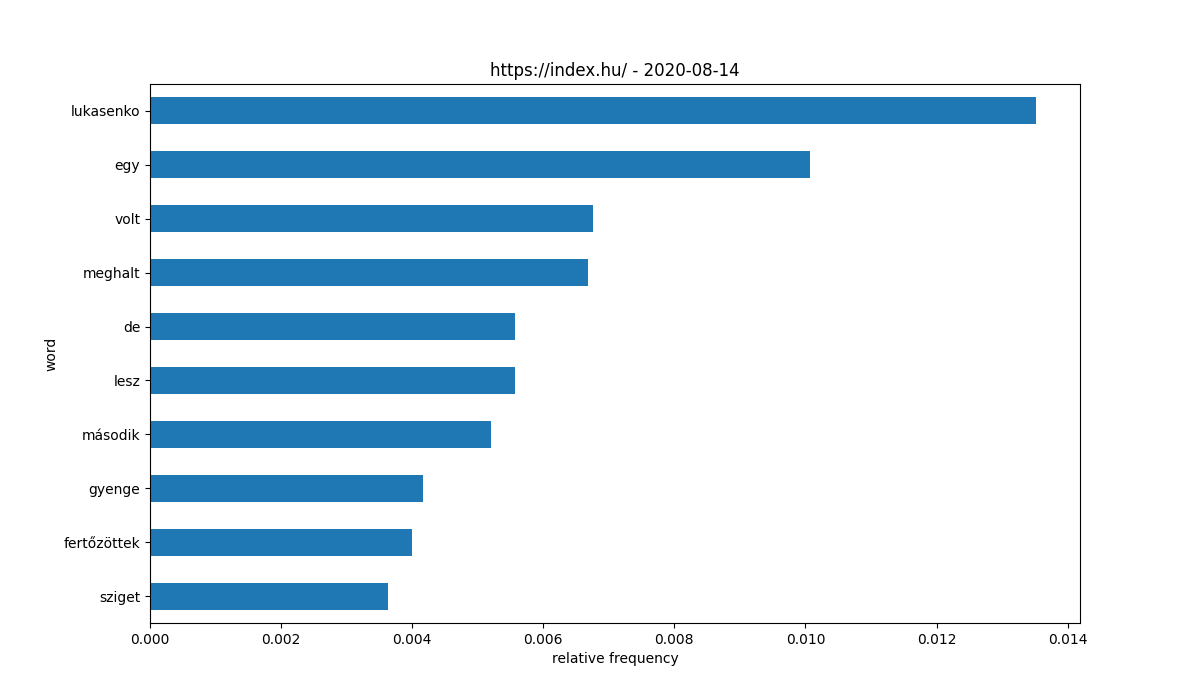 https://index.hu/ - 2020-08-14
lukasenko
egy
volt
meghalt
de
lesz
második
gyenge
fertőzöttek
sziget
word
0.000 0.002 0.004 0.006 0.008 0.010 0.012 0.014
relative frequency